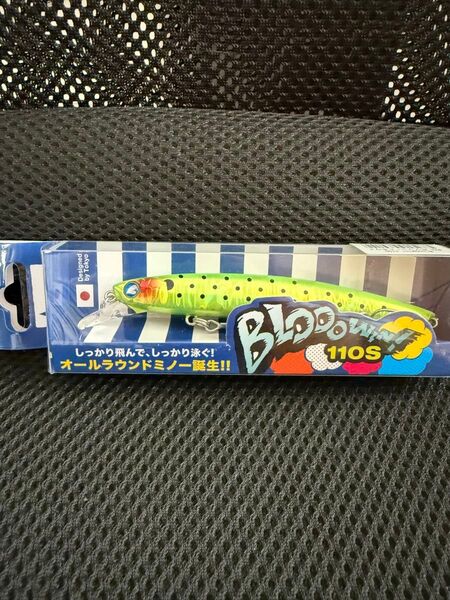 Designed
by Tokyo
BLOOOWIN!
110S
しっかり飛んで、しっかり泳ぐ!
オールラウンドミノー誕生!!